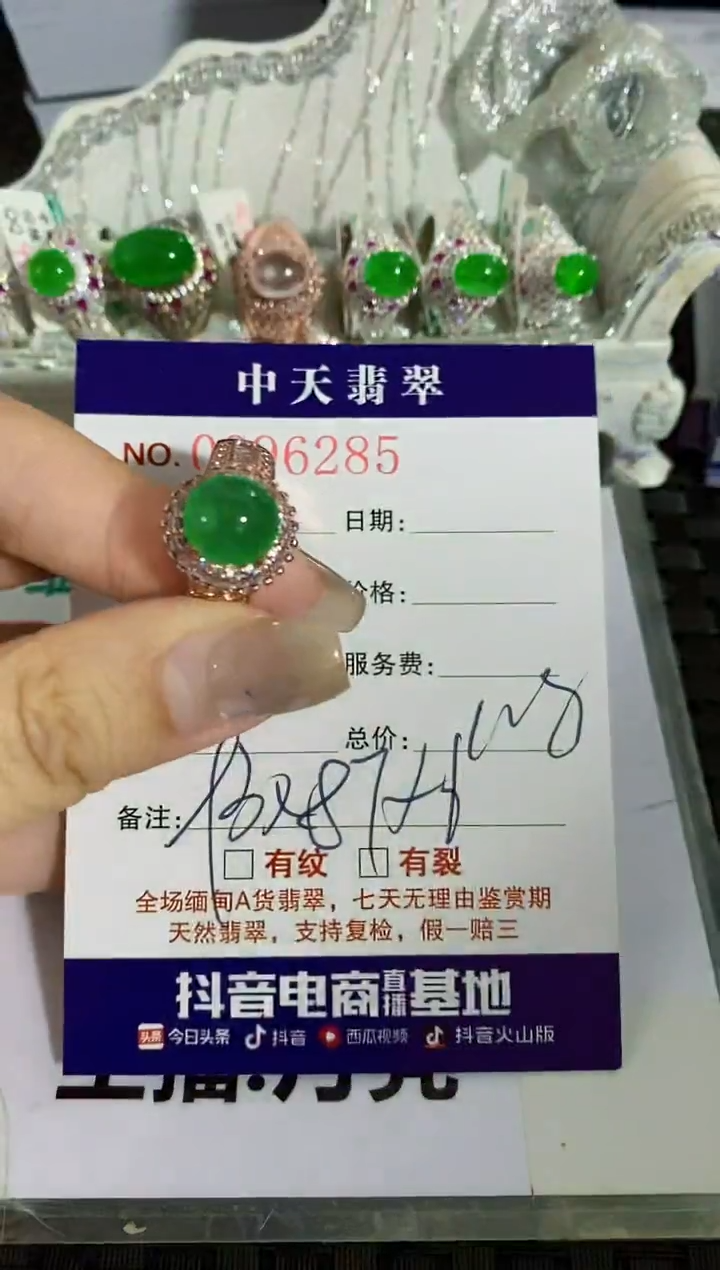 中天翡翠
NO. 0096285
日期:
价格:
服务费:
总价:
备注:
有纹 有裂
全场缅甸A货翡翠，七天无理由鉴赏期
天然翡翠，支持复检，假一赔三
抖音电商直播基地
头条 今日头条 抖音 西瓜视频 抖音火山版